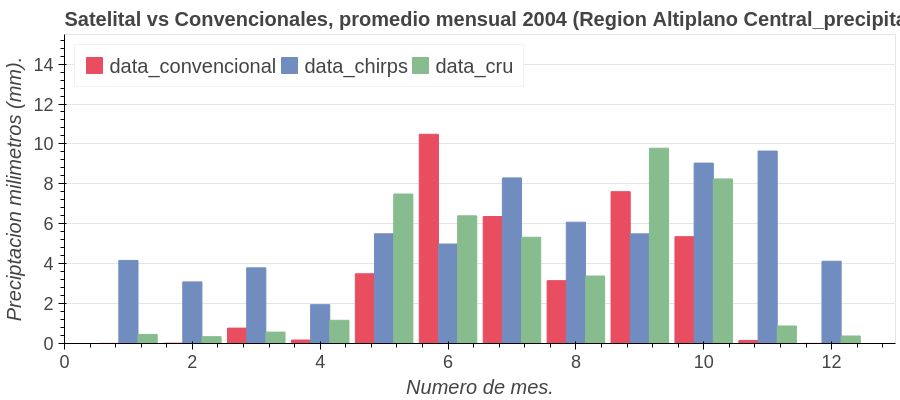 Satelital vs Convencionales, promedio mensual 2004 (Region Altiplano Central_precipita
data_convencional data_chirps data_cru
Preciptacion milimetros (mm).
14
12
10
8
6
4
2
0
0 2 4 6 8 10 12
Numero de mes.